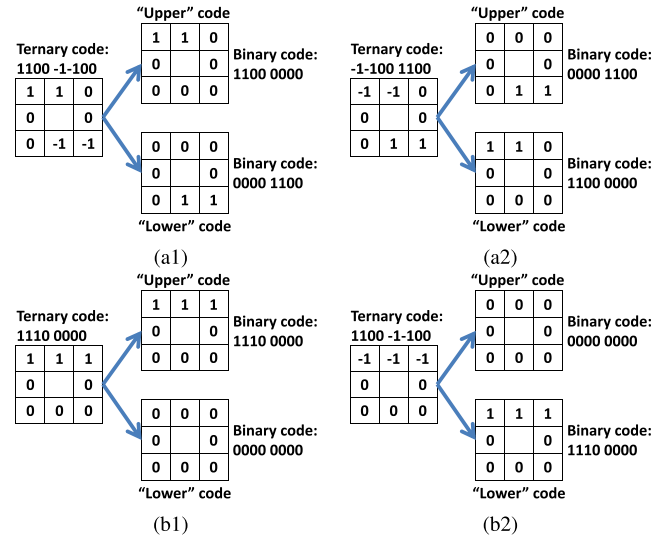 "Upper" code
Ternary code:
1100 -1-100
1 1 0
0 0
0 -1 -1
1 1 0
0 0
0 0 0
Binary code:
1100 0000
0 0 0
0 0
0 1 1
Binary code:
0000 1100
"Lower" code
(a1)
"Upper" code
Ternary code:
-1-100 1100
-1 -1 0
0 0
0 1 1
0 0 0
0 0
0 1 1
Binary code:
0000 1100
1 1 0
0 0
0 0 0
Binary code:
1100 0000
"Lower" code
(a2)
"Upper" code
Ternary code:
1110 0000
1 1 1
0 0
0 0 0
1 1 1
0 0
0 0 0
Binary code:
1110 0000
0 0 0
0 0
0 0 0
Binary code:
0000 0000
"Lower" code
(b1)
"Upper" code
Ternary code:
1100 -1-100
-1 -1 -1
0 0
0 0 0
0 0 0
0 0
0 0 0
Binary code:
0000 0000
1 1 1
0 0
0 0 0
Binary code:
1110 0000
"Lower" code
(b2)